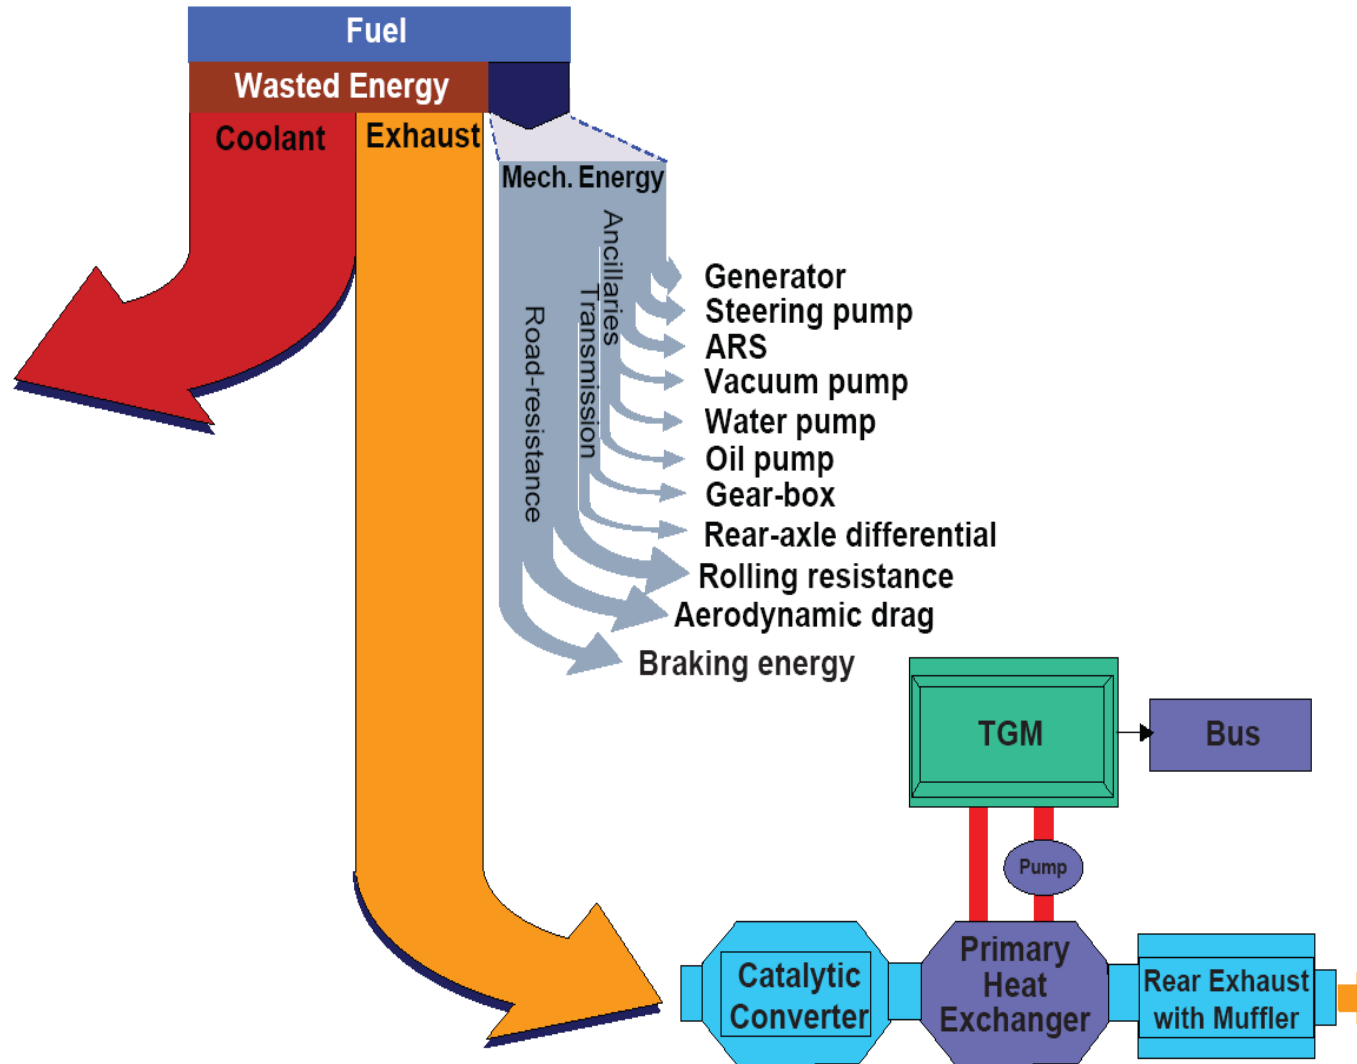 Fuel
Wasted Energy
Coolant
Exhaust
Mech. Energy
Ancillaries
Transmission
Road-resistance
Generator
Steering pump
ARS
Vacuum pump
Water pump
Oil pump
Gear-box
Rear-axle differential
Rolling resistance
Aerodynamic drag
Braking energy
TGM
Bus
Pump
Catalytic
Converter
Primary
Heat
Exchanger
Rear Exhaust
with Muffler